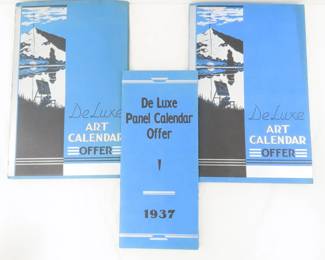 De Luxe
ART
CALENDAR
OFFER
De Luxe
Panel Calendar
Offer
1937
De Luxe
ART
CALENDAR
OFFER